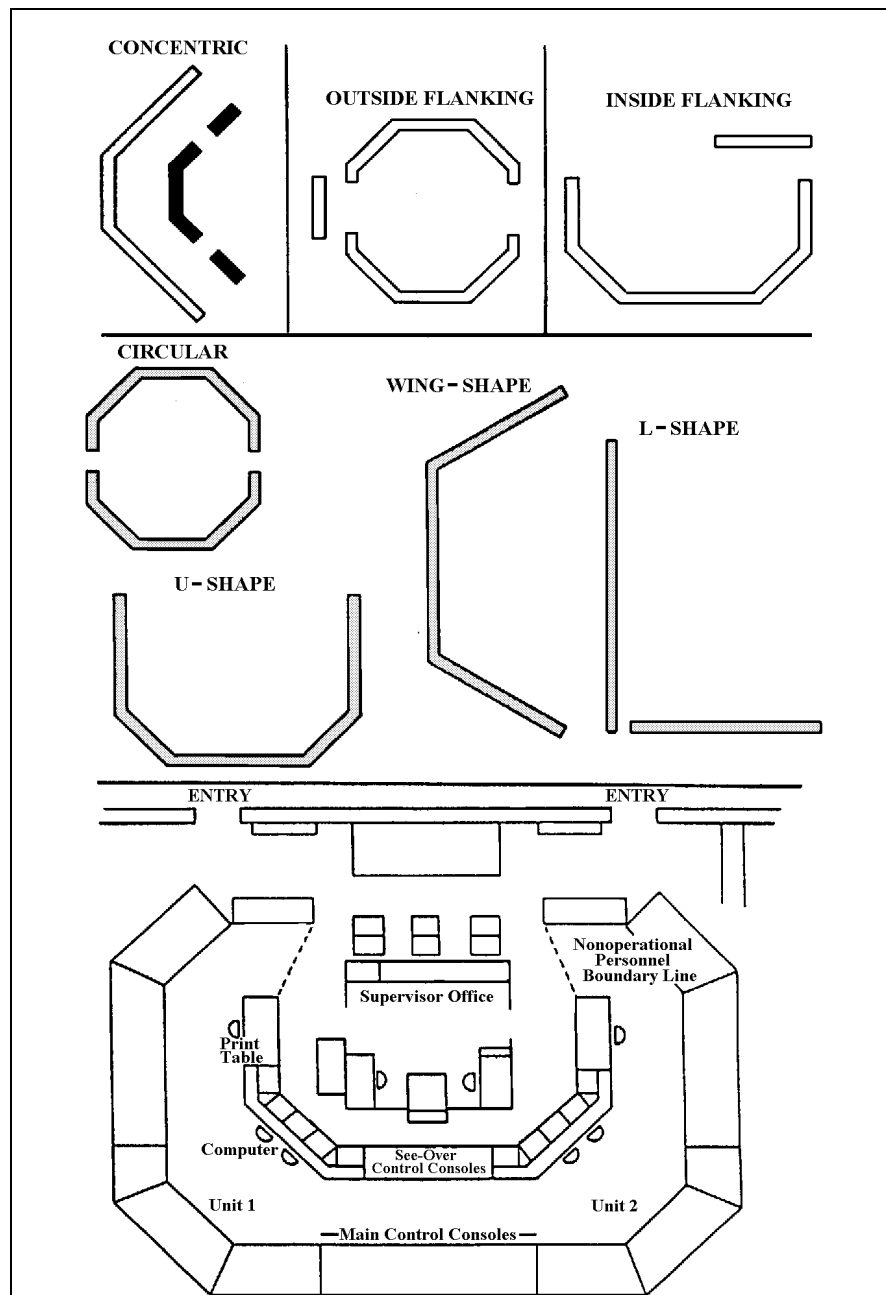 CONCENTRIC
OUTSIDE FLANKING
INSIDE FLANKING
CIRCULAR
WING-SHAPE
L-SHAPE
U-SHAPE
ENTRY
ENTRY
Nonoperational
Personnel
Boundary Line
Supervisor Office
Print
Table
Computer
See-Over
Control Consoles
Unit 1
Unit 2
Main Control Consoles